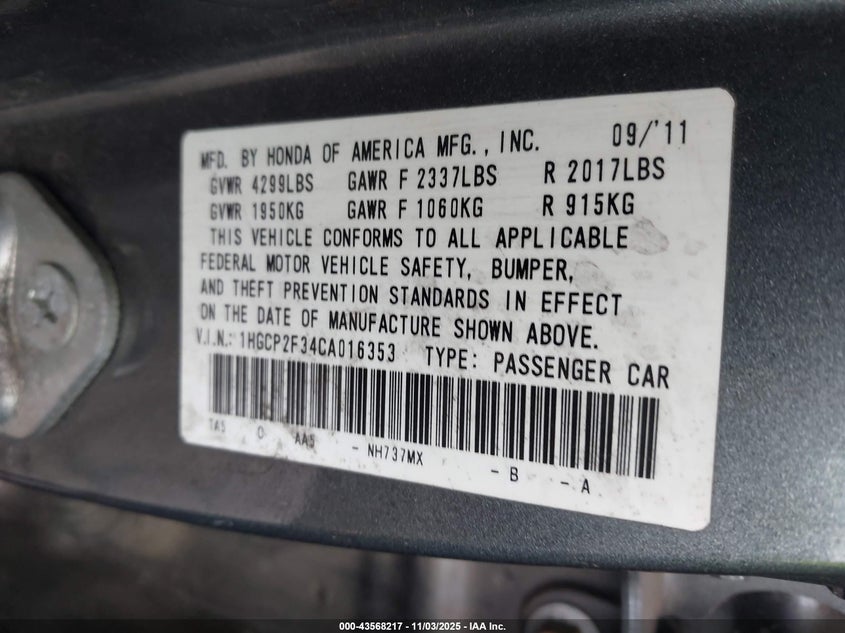 MFD. BY HONDA OF AMERICA MFG., INC. 09/'11
GVWR 4299LBS GAWR F 2337LBS R 2017LBS
GVWR 1950KG GAWR F 1060KG R 915KG
THIS VEHICLE CONFORMS TO ALL APPLICABLE
FEDERAL MOTOR VEHICLE SAFETY, BUMPER,
AND THEFT PREVENTION STANDARDS IN EFFECT
ON THE DATE OF MANUFACTURE SHOWN ABOVE.
V.I.N.: 1HGCP2F34CA016353 TYPE: PASSENGER CAR
TA5 0 AA5 - NH737MX - B - A
000-43568217 - 11/03/2025 - IAA Inc.